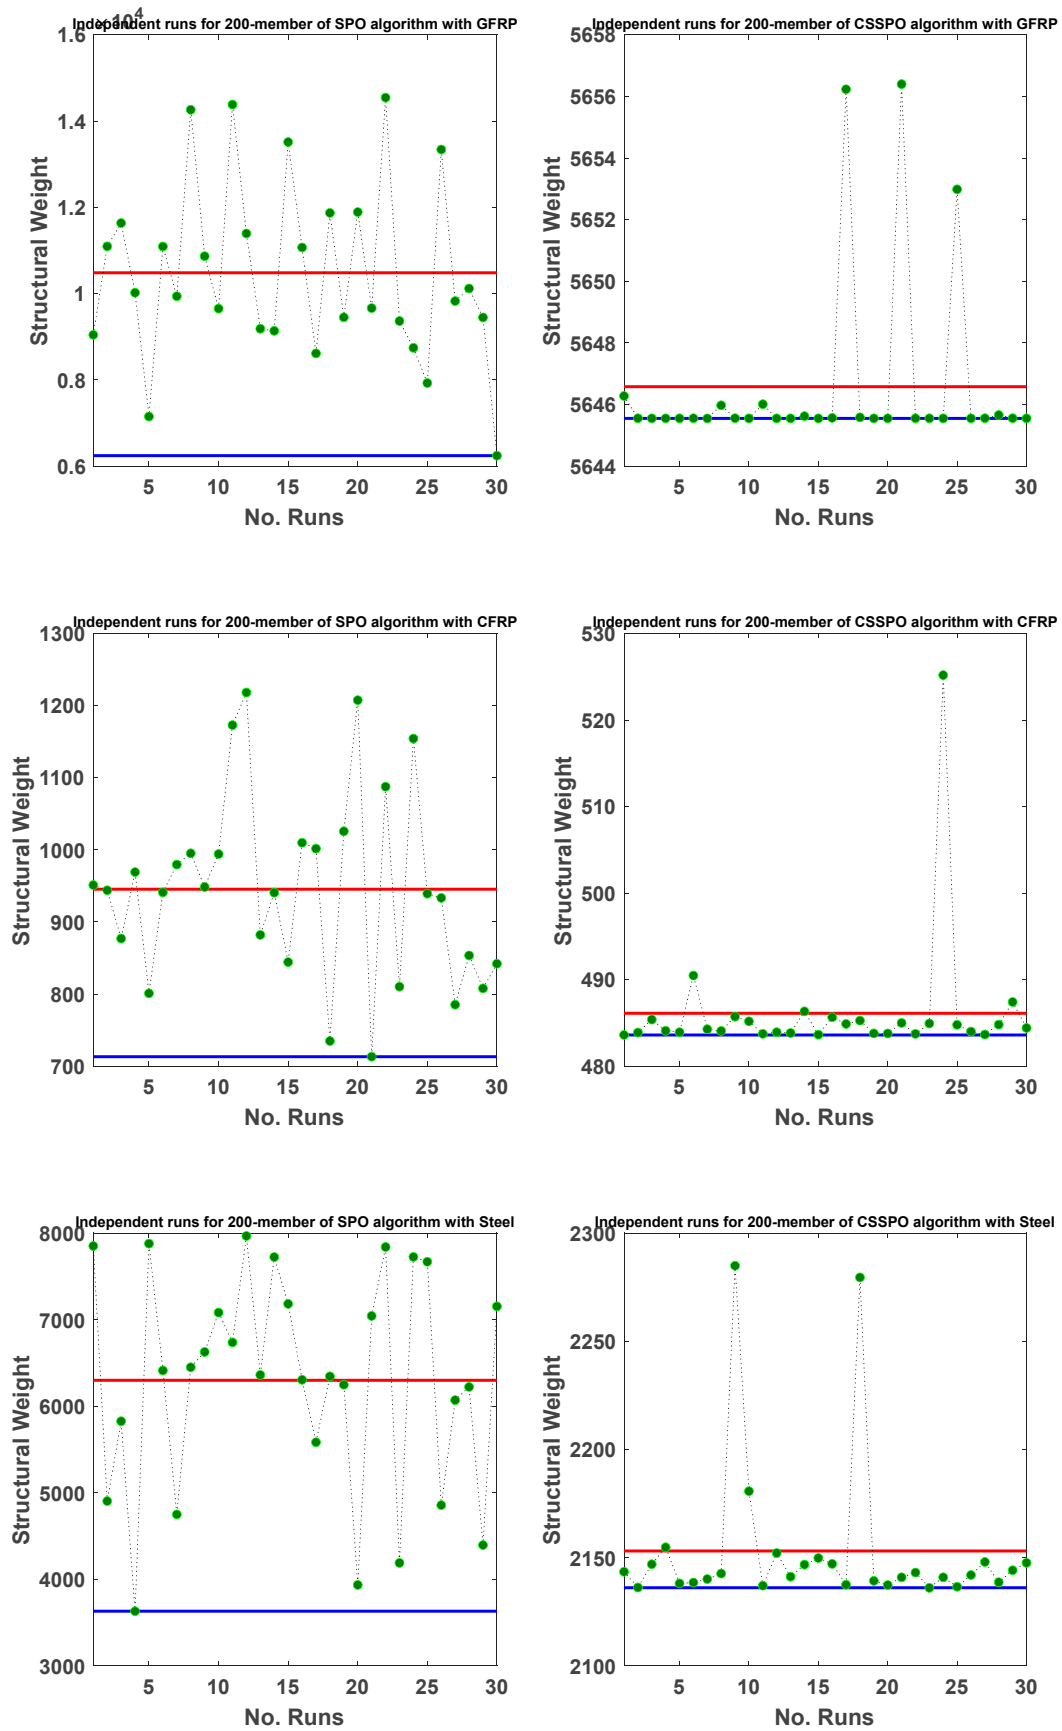 Independent runs for 200-member of SPO algorithm with GFRP
× 10^4
1.6
1.4
1.2
1
0.8
0.6
Structural Weight
5 10 15 20 25 30
No. Runs
Independent runs for 200-member of CSSPO algorithm with GFRP
5658
5656
5654
5652
5650
5648
5646
5644
Structural Weight
5 10 15 20 25 30
No. Runs
Independent runs for 200-member of SPO algorithm with CFRP
1300
1200
1100
1000
900
800
700
Structural Weight
5 10 15 20 25 30
No. Runs
Independent runs for 200-member of CSSPO algorithm with CFRP
530
520
510
500
490
480
Structural Weight
5 10 15 20 25 30
No. Runs
Independent runs for 200-member of SPO algorithm with Steel
8000
7000
6000
5000
4000
3000
Structural Weight
5 10 15 20 25 30
No. Runs
Independent runs for 200-member of CSSPO algorithm with Steel
2300
2250
2200
2150
2100
Structural Weight
5 10 15 20 25 30
No. Runs